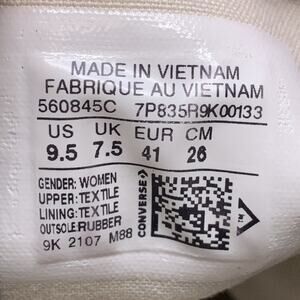 MADE IN VIETNAM
FABRIQUE AU VIETNAM
560845C 7P835R9K00133
US UK EUR CM
9.5 7.5 41 26
GENDER: WOMEN
UPPER: TEXTILE
LINING: TEXTILE
OUTSOLE: RUBBER
9K 2107 M88
CONVERSE